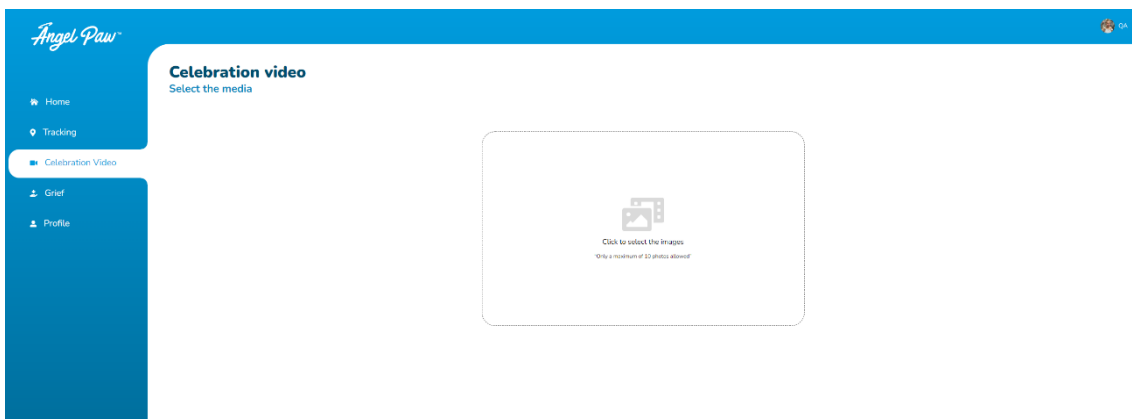 Angel Paw™
QA
Home
Tracking
Celebration Video
Grief
Profile
Celebration video
Select the media
Click to select the images
'Only a maximum of 10 photos allowed'